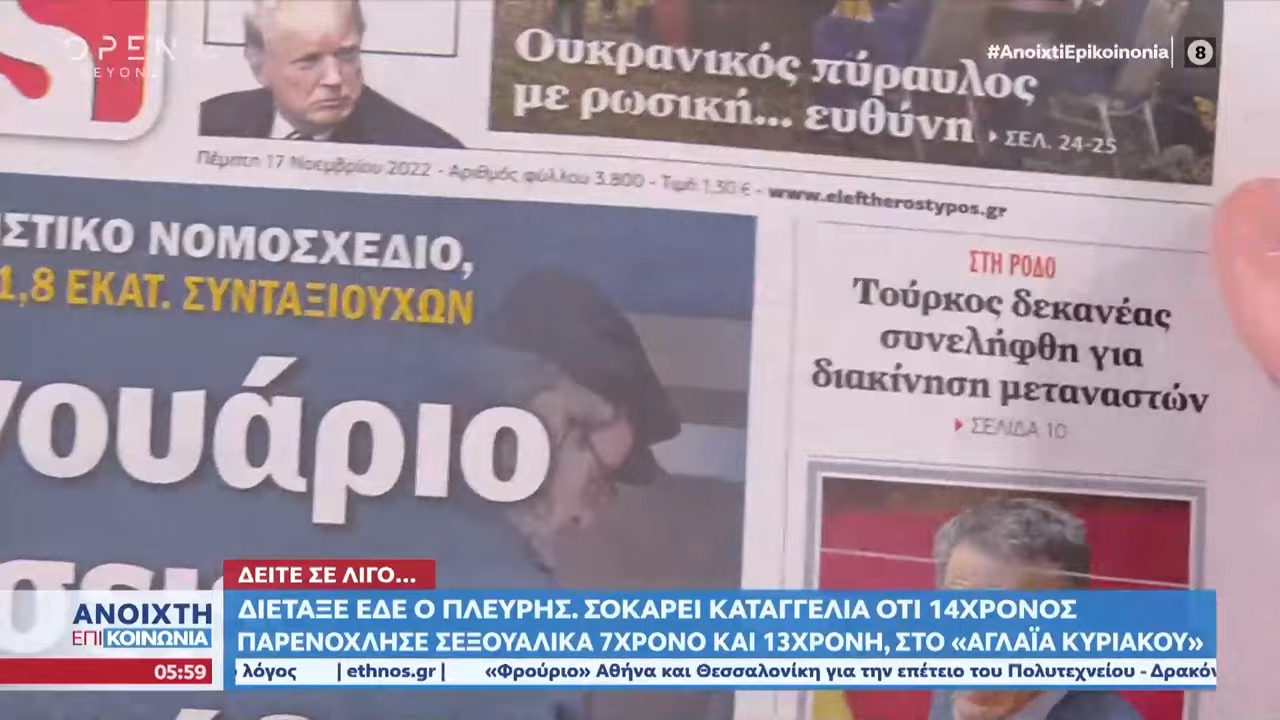 OPEN
BEYOND
#AnoixtiEpikoinonia
8
Ουκρανικός πύραυλος
με ρωσική... ευθύνη ΣΕΛ. 24-25
Πέμπτη 17 Νοεμβρίου 2022 - Αριθμός φύλλου 3.800 - Τιμή 1,30 € - www.eleftherostypos.gr
ΝΟΜΟΣΧΕΔΙΟ,
1,8 ΕΚΑΤ. ΣΥΝΤΑΞΙΟΥΧΩΝ
ΣΤΗ ΡΟΔΟ
Τούρκος δεκανέας
συνελήφθη για
διακίνηση μεταναστών
ΣΕΛΙΔΑ 10
ΔΕΙΤΕ ΣΕ ΛΙΓΟ...
ΔΙΕΤΑΞΕ ΕΔΕ Ο ΠΛΕΥΡΗΣ. ΣΟΚΑΡΕΙ ΚΑΤΑΓΓΕΛΙΑ ΟΤΙ 14ΧΡΟΝΟΣ
ΠΑΡΕΝΟΧΛΗΣΕ ΣΕΞΟΥΑΛΙΚΑ 7ΧΡΟΝΟ ΚΑΙ 13ΧΡΟΝΗ, ΣΤΟ «ΑΓΛΑΪΑ ΚΥΡΙΑΚΟΥ»
ΑΝΟΙΧΤΗ
ΕΠΙΚΟΙΝΩΝΙΑ
05:59
λόγος | ethnos.gr | «Φρούριο» Αθήνα και Θεσσαλονίκη για την επέτειο του Πολυτεχνείου -